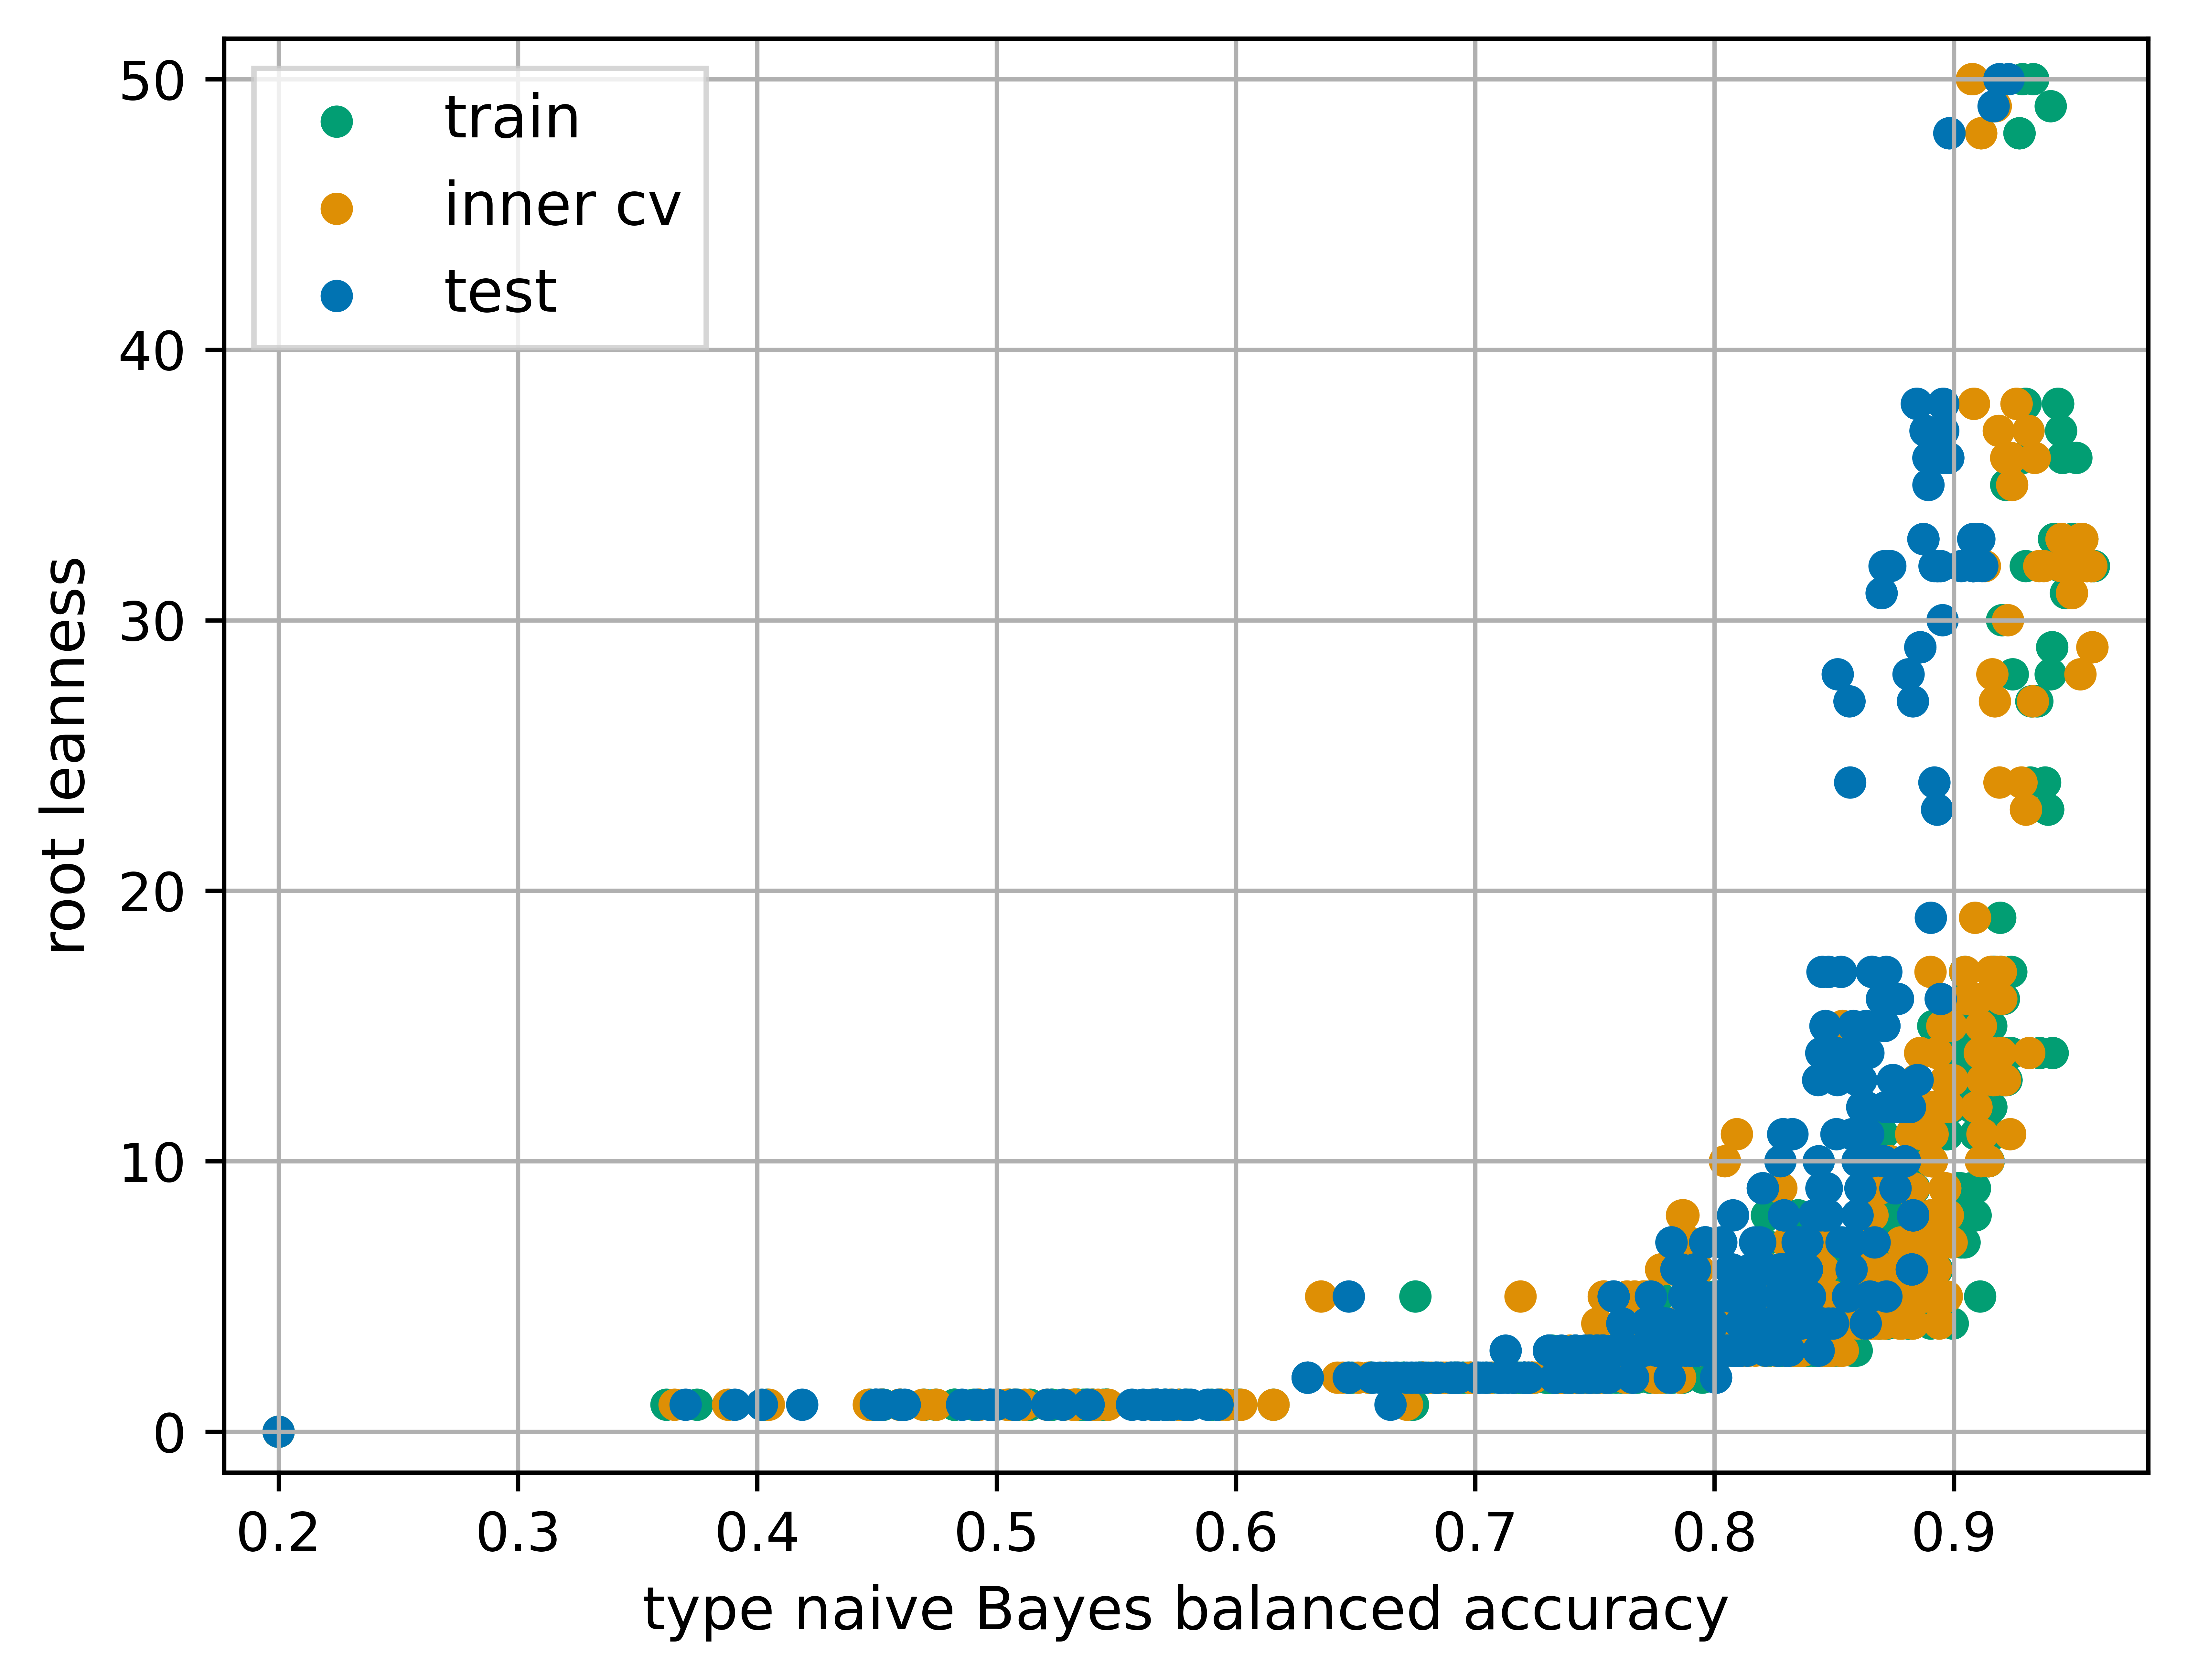 50
40
30
20
10
0
root leanness
train
inner cv
test
0.2 0.3 0.4 0.5 0.6 0.7 0.8 0.9
type naive Bayes balanced accuracy